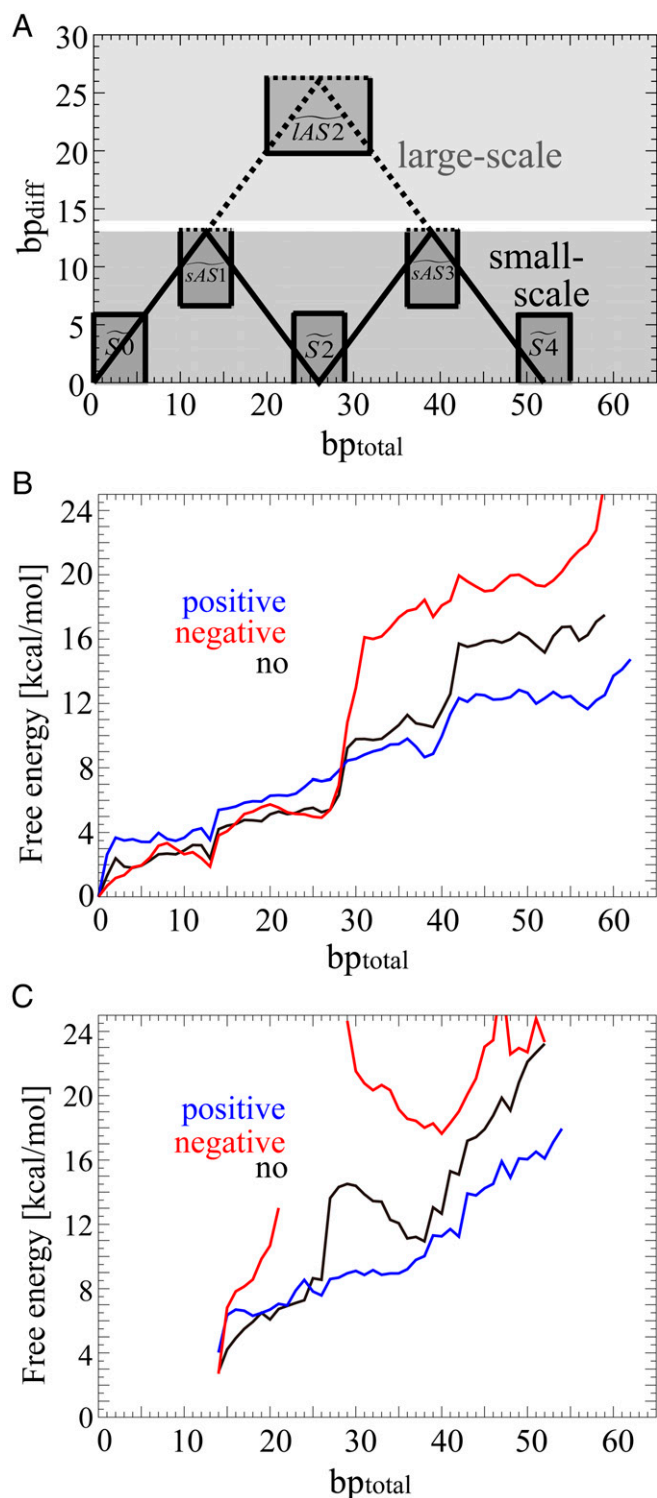 A
30
25
20
15
10
5
0
bpdiff
lAS2
large-scale
sAS1
sAS3
small-
scale
S0
S2
S4
0 10 20 30 40 50 60
bptotal
B
24
20
16
12
8
4
0
Free energy [kcal/mol]
positive
negative
no
0 10 20 30 40 50 60
bptotal
C
24
20
16
12
8
4
0
Free energy [kcal/mol]
positive
negative
no
0 10 20 30 40 50 60
bptotal